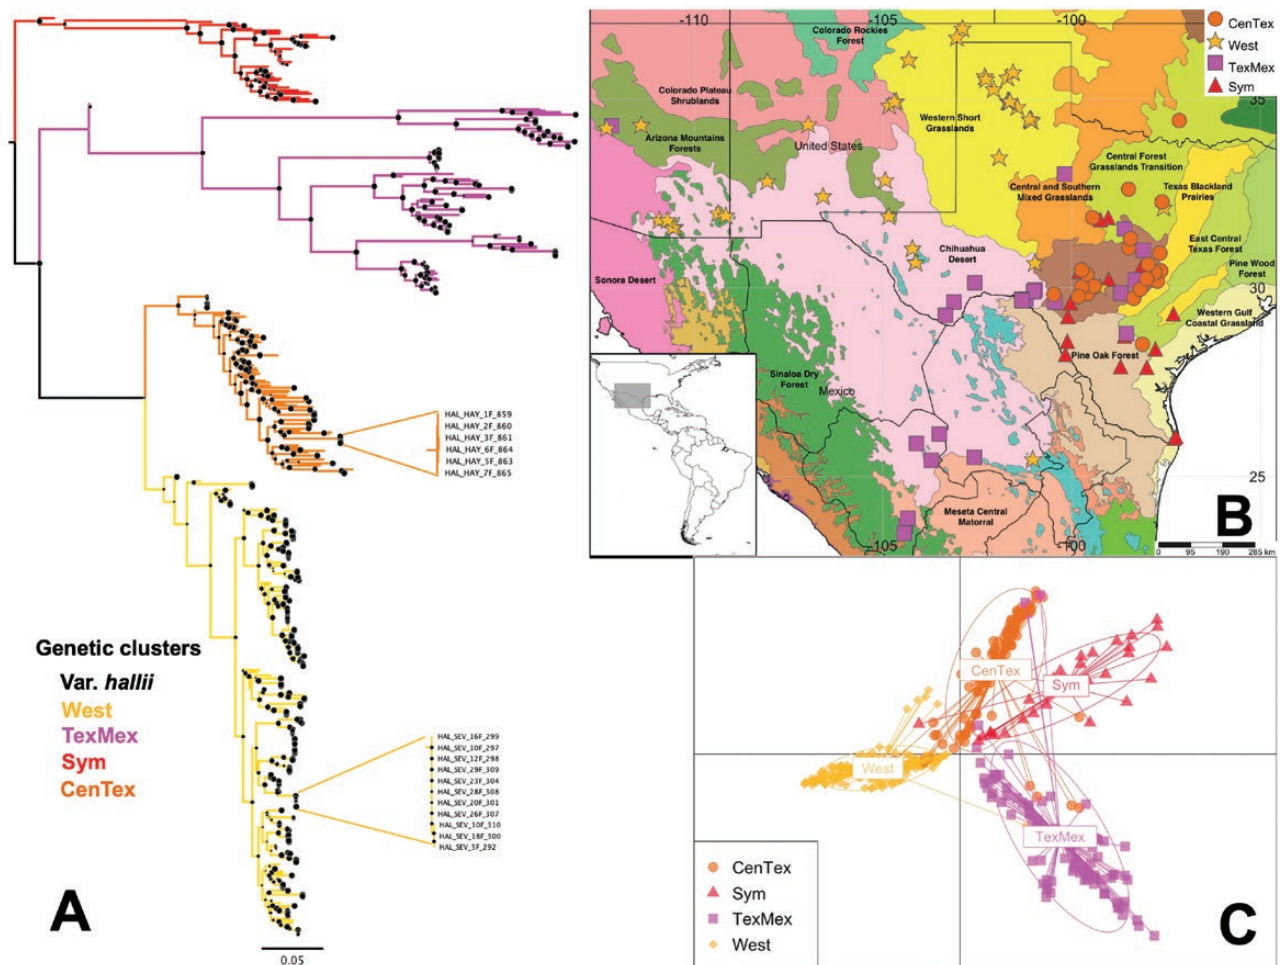 HAL_HAY_1F_859
HAL_HAY_2F_860
HAL_HAY_3F_861
HAL_HAY_6F_864
HAL_HAY_5F_863
HAL_HAY_7F_865
Genetic clusters
Var. hallii
West
TexMex
Sym
CenTex
HAL_SEV_16F_299
HAL_SEV_10F_297
HAL_SEV_12F_298
HAL_SEV_29F_309
HAL_SEV_23F_304
HAL_SEV_28F_308
HAL_SEV_20F_301
HAL_SEV_26F_307
HAL_SEV_30F_310
HAL_SEV_18F_300
HAL_SEV_3F_292
A
0.05
-110
-105
-100
CenTex
West
TexMex
Sym
35
Colorado Rockies
Forest
Colorado Plateau
Shrublands
Western Short
Grasslands
Arizona Mountains
Forests
United States
Central Forest
Grasslands Transition
Central and Southern
Mixed Grasslands
Texas Blackland
Prairies
East Central
Texas Forest
Chihuahua
Desert
Pine Wood
Forest
Sonora Desert
30
Western Gulf
Coastal Grassland
Pine Oak Forest
Sinaloa Dry
Forest
Mexico
25
Meseta Central
Matorral
B
-105
-100
0 95 190 285 km
CenTex
Sym
West
TexMex
CenTex
Sym
TexMex
West
C